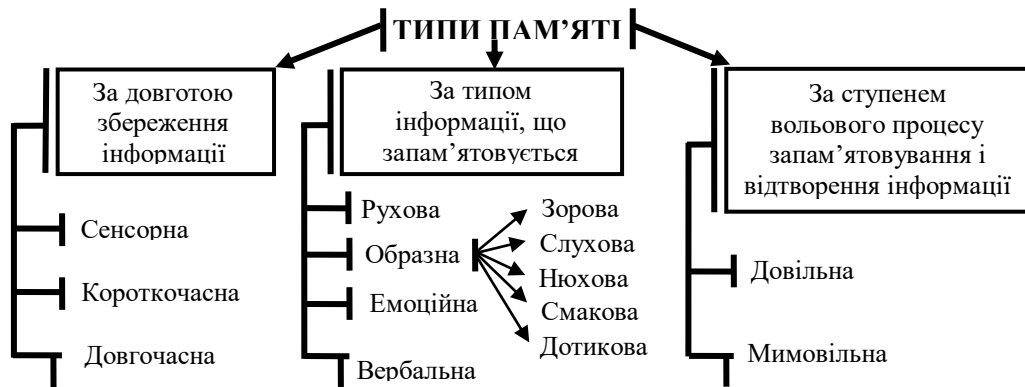 ТИПИ ПАМ’ЯТІ
За довготою
збереження
інформації
Сенсорна
Короткочасна
Довгочасна
За типом
інформації, що
запам’ятовується
Рухова
Образна
Емоційна
Вербальна
Зорова
Слухова
Нюхова
Смакова
Дотикова
За ступенем
вольового процесу
запам’ятовування і
відтворення інформації
Довільна
Мимовільна